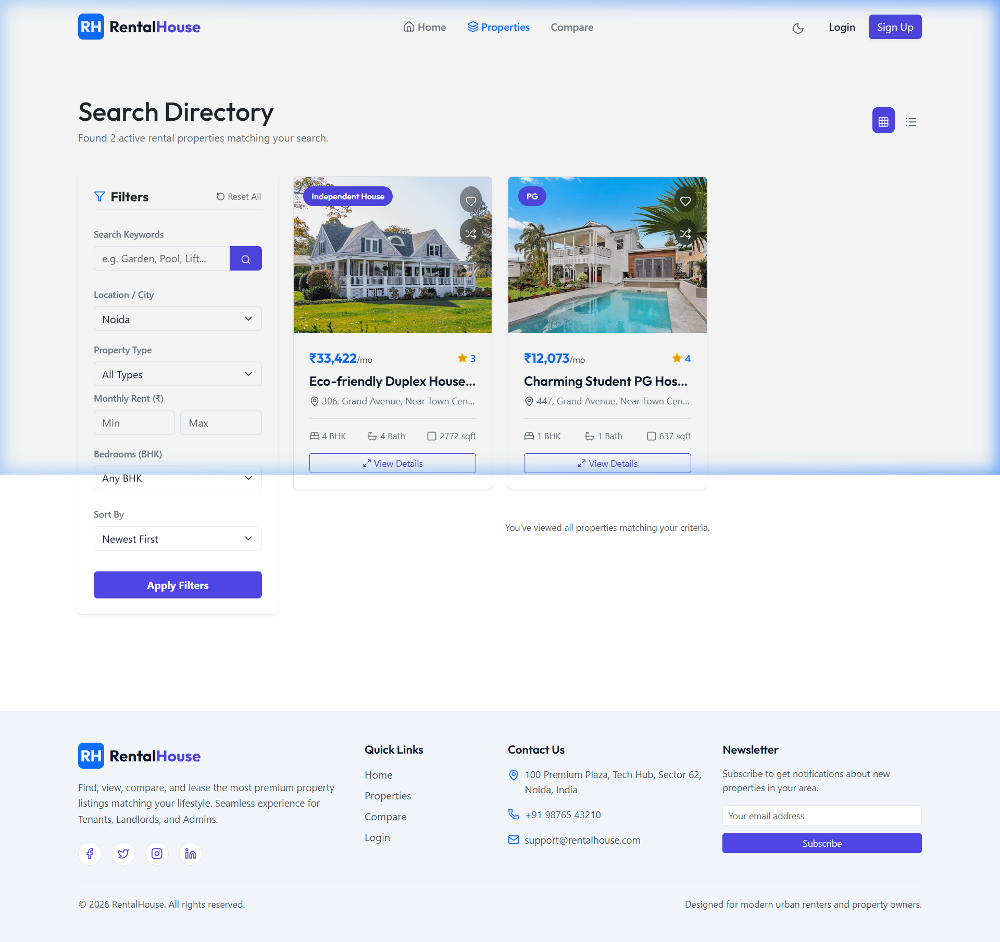 RH RentalHouse
Home
Properties
Compare
Login
Sign Up
Search Directory
Found 2 active rental properties matching your search.
Filters
Reset All
Search Keywords
e.g. Garden, Pool, Lift...
Location / City
Noida
Property Type
All Types
Monthly Rent (₹)
Min
Max
Bedrooms (BHK)
Any BHK
Sort By
Newest First
Apply Filters
Independent House
₹33,422/mo
3
Eco-friendly Duplex House...
306, Grand Avenue, Near Town Cen...
4 BHK
4 Bath
2772 sqft
View Details
PG
₹12,073/mo
4
Charming Student PG Hos...
447, Grand Avenue, Near Town Cen...
1 BHK
1 Bath
637 sqft
View Details
You've viewed all properties matching your criteria.
RH RentalHouse
Find, view, compare, and lease the most premium property
listings matching your lifestyle. Seamless experience for
Tenants, Landlords, and Admins.
Quick Links
Home
Properties
Compare
Login
Contact Us
100 Premium Plaza, Tech Hub, Sector 62,
Noida, India
+91 98765 43210
support@rentalhouse.com
Newsletter
Subscribe to get notifications about new
properties in your area.
Your email address
Subscribe
© 2026 RentalHouse. All rights reserved.
Designed for modern urban renters and property owners.